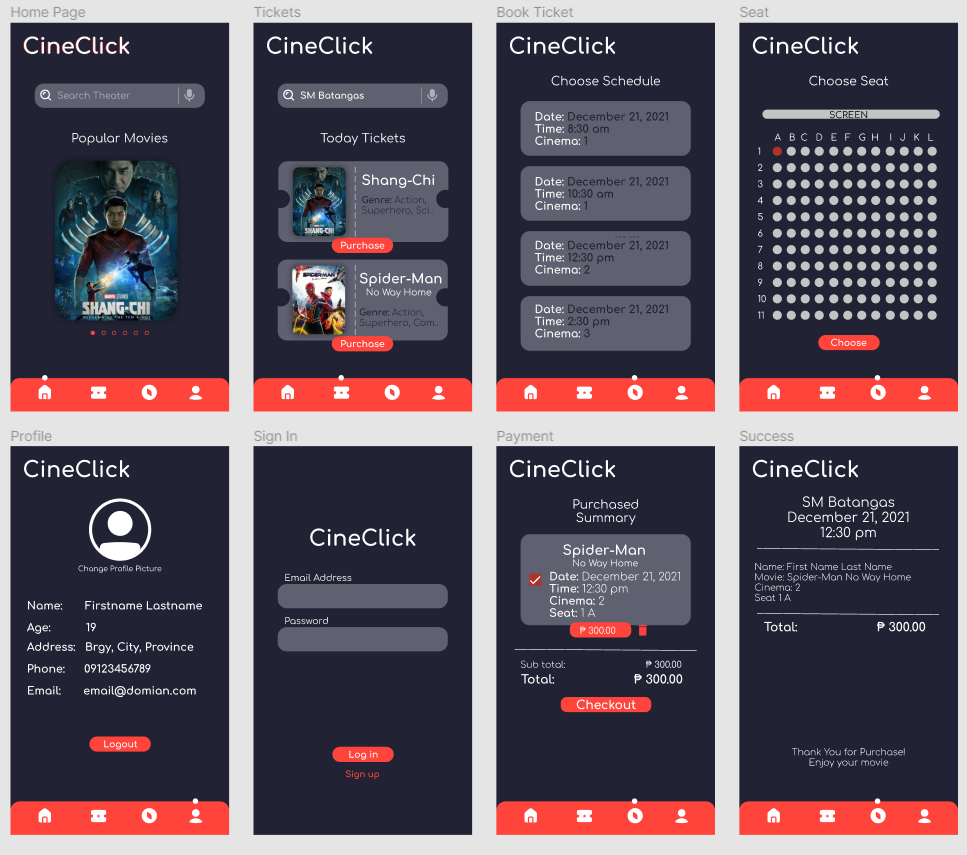 Home Page
CineClick
Search Theater
Popular Movies
MARVEL STUDIOS
SHANG-CHI
Tickets
CineClick
SM Batangas
Today Tickets
SHANG-CHI
Shang-Chi
Genre: Action,
Superhero, Sci..
Purchase
SPIDER-MAN
Spider-Man
No Way Home
Genre: Action,
Superhero, Com..
Purchase
Book Ticket
CineClick
Choose Schedule
Date: December 21, 2021
Time: 8:30 am
Cinema: 1
Date: December 21, 2021
Time: 10:30 am
Cinema: 1
Date: December 21, 2021
Time: 12:30 pm
Cinema: 2
Date: December 21, 2021
Time: 2:30 pm
Cinema: 3
Seat
CineClick
Choose Seat
SCREEN
A B C D E F G H I J K L
1
2
3
4
5
6
7
8
9
10
11
Choose
Profile
CineClick
Change Profile Picture
Name: Firstname Lastname
Age: 19
Address: Brgy, City, Province
Phone: 09123456789
Email: email@domian.com
Logout
Sign In
CineClick
Email Address
Password
Log in
Sign up
Payment
CineClick
Purchased
Summary
Spider-Man
No Way Home
Date: December 21, 2021
Time: 12:30 pm
Cinema: 2
Seat: 1 A
₱ 300.00
Sub total: ₱ 300.00
Total: ₱ 300.00
Checkout
Success
CineClick
SM Batangas
December 21, 2021
12:30 pm
Name: First Name Last Name
Movie: Spider-Man No Way Home
Cinema: 2
Seat 1 A
Total: ₱ 300.00
Thank You for Purchase!
Enjoy your movie